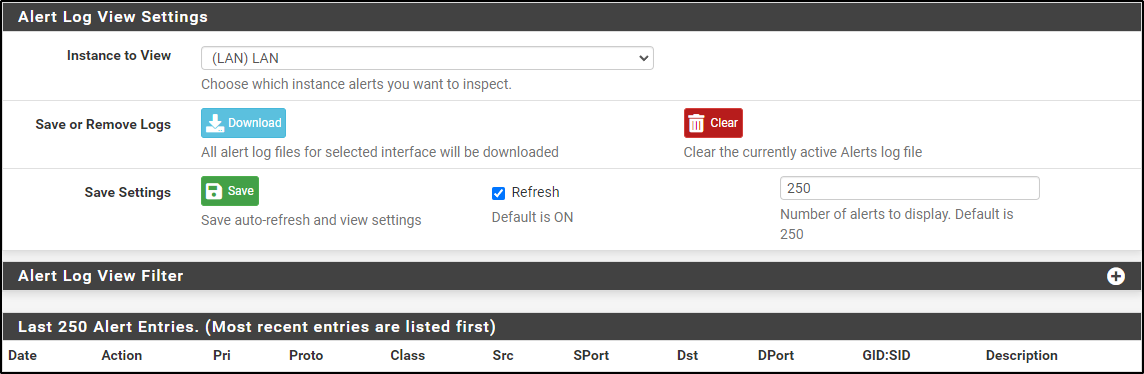 Alert Log View Settings
Instance to View
(LAN) LAN
Choose which instance alerts you want to inspect.
Save or Remove Logs
Download
All alert log files for selected interface will be downloaded
Clear
Clear the currently active Alerts log file
Save Settings
Save
Save auto-refresh and view settings
Refresh
Default is ON
250
Number of alerts to display. Default is
250
Alert Log View Filter
Last 250 Alert Entries. (Most recent entries are listed first)
Date Action Pri Proto Class Src SPort Dst DPort GID:SID Description